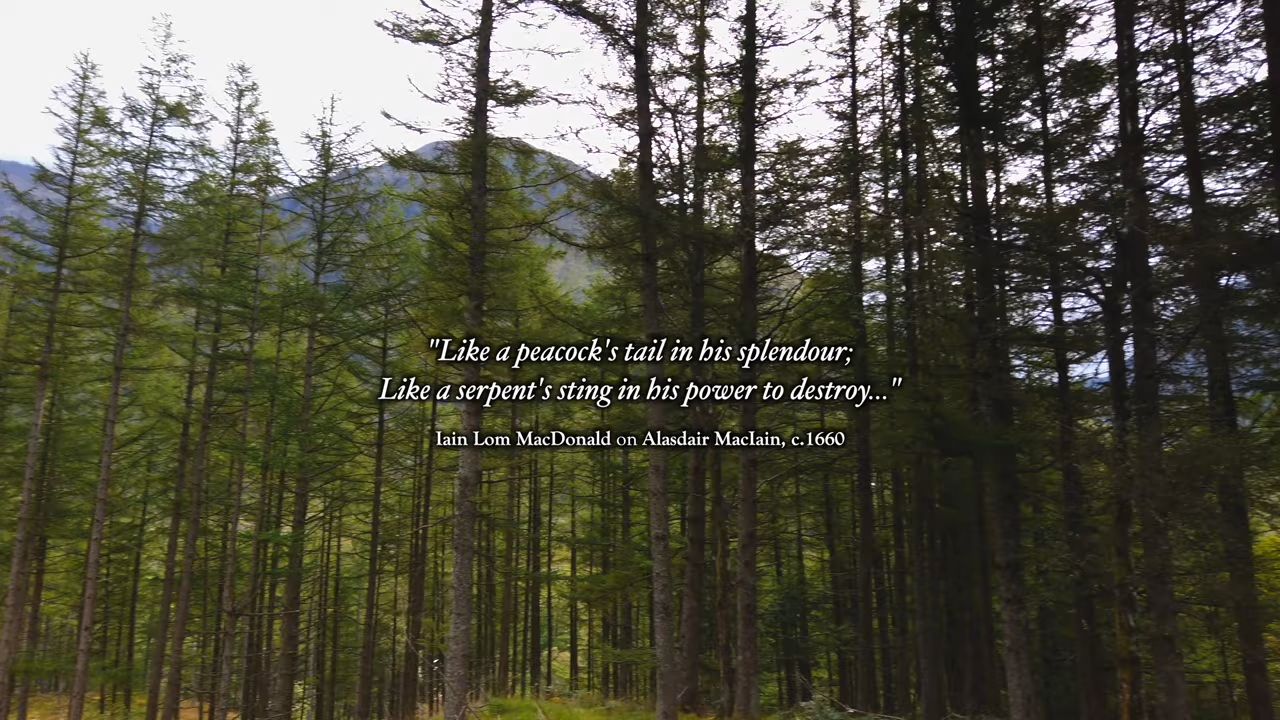 "Like a peacock's tail in his splendour;
Like a serpent's sting in his power to destroy..."
Iain Lom MacDonald on Alasdair MacIain, c.1660